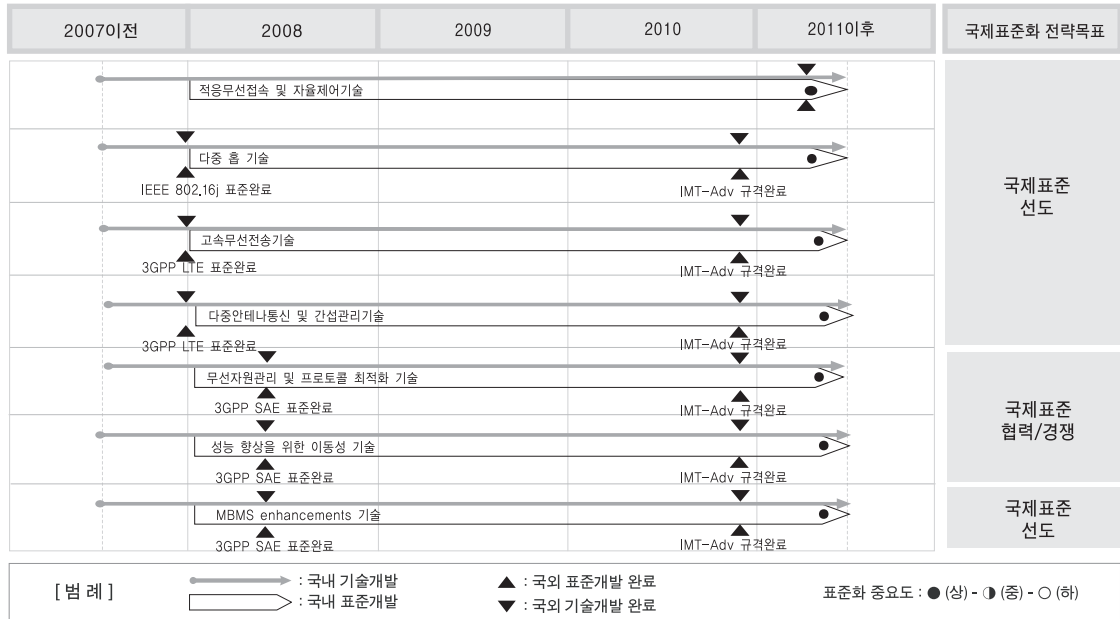 2007이전 2008 2009 2010 2011이후 국제표준화 전략목표
적응무선접속 및 자율제어기술
다중 홉 기술
IEEE 802.16j 표준완료 IMT-Adv 규격완료
고속무선전송기술
3GPP LTE 표준완료 IMT-Adv 규격완료
다중안테나통신 및 간섭관리기술
3GPP LTE 표준완료 IMT-Adv 규격완료
국제표준
선도
무선자원관리 및 프로토콜 최적화 기술
3GPP SAE 표준완료 IMT-Adv 규격완료
성능 향상을 위한 이동성 기술
3GPP SAE 표준완료 IMT-Adv 규격완료
국제표준
협력/경쟁
MBMS enhancements 기술
3GPP SAE 표준완료 IMT-Adv 규격완료
국제표준
선도
[범 례]
: 국내 기술개발
: 국내 표준개발
▲ : 국외 표준개발 완료
▼ : 국외 기술개발 완료
표준화 중요도 : ● (상) - ◑ (중) - ○ (하)